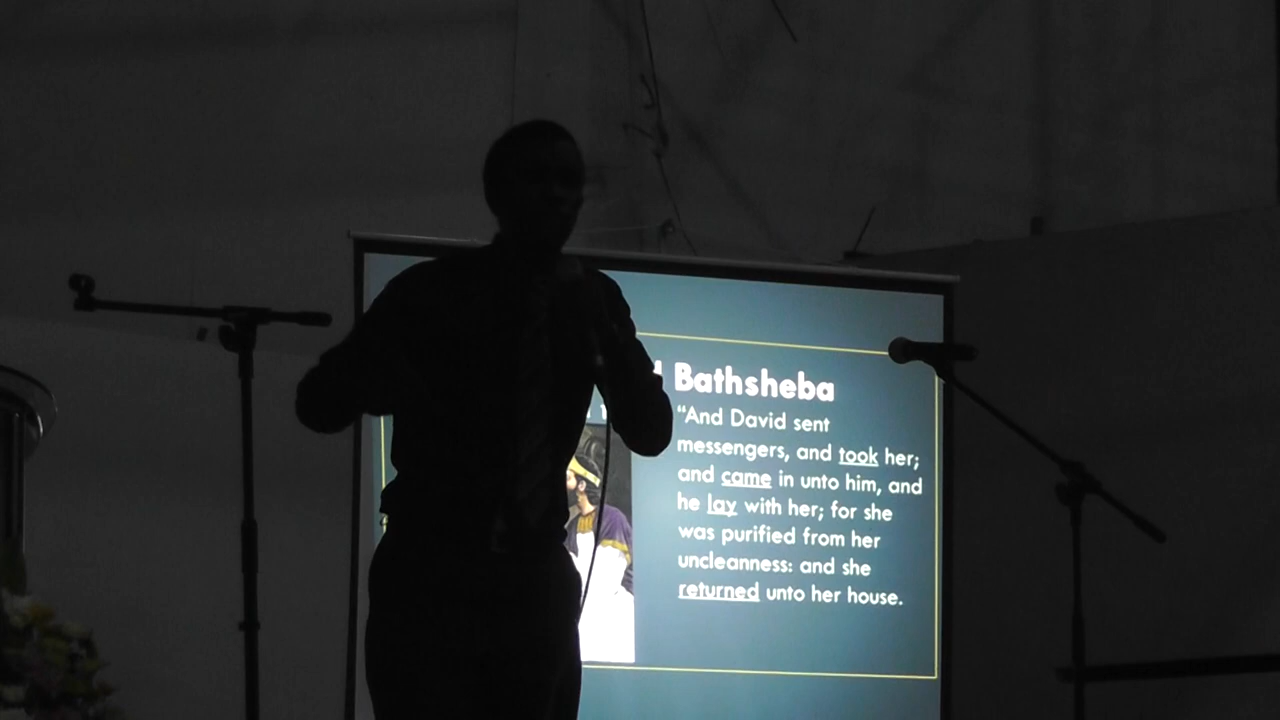 Bathsheba
“And David sent
messengers, and took her;
and came in unto him, and
he lay with her; for she
was purified from her
uncleanness: and she
returned unto her house.